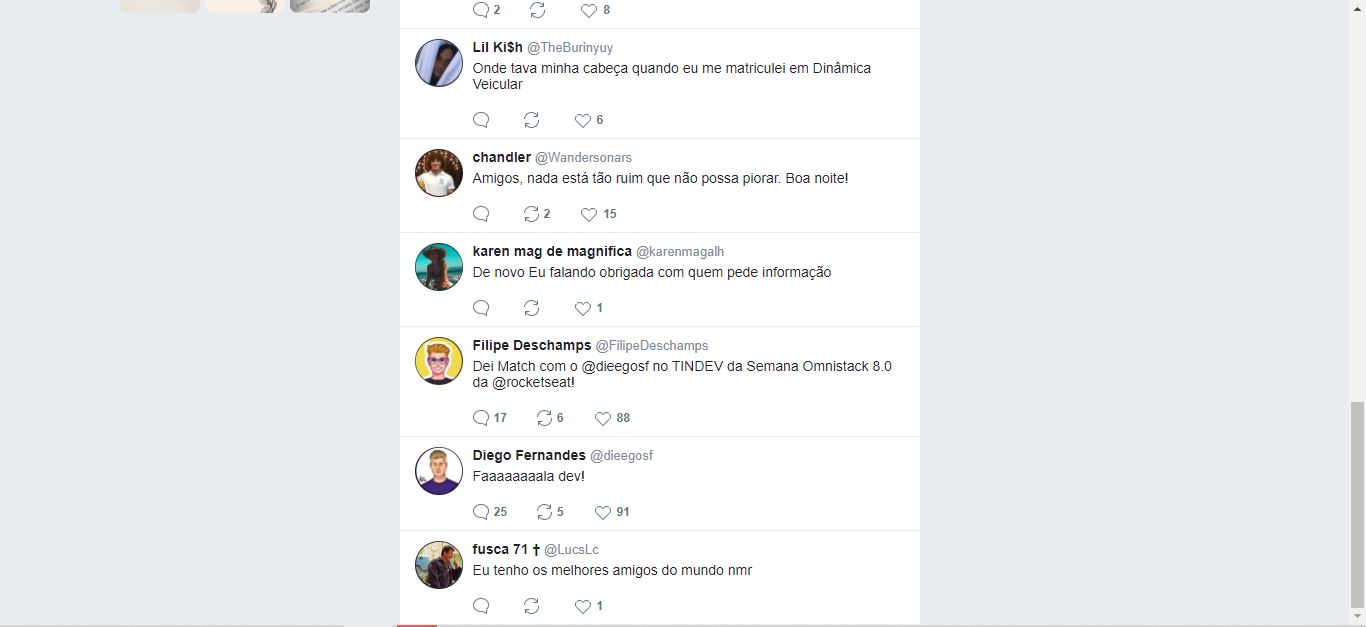 2 8
Lil Ki$h @TheBurinyuy
Onde tava minha cabeça quando eu me matriculei em Dinâmica
Veicular
6
chandler @Wandersonars
Amigos, nada está tão ruim que não possa piorar. Boa noite!
2 15
karen mag de magnifica @karenmagalh
De novo Eu falando obrigada com quem pede informação
1
Filipe Deschamps @FilipeDeschamps
Dei Match com o @dieegosf no TINDEV da Semana Omnistack 8.0
da @rocketseat!
17 6 88
Diego Fernandes @dieegosf
Faaaaaaaala dev!
25 5 91
fusca 71 † @LucsLc
Eu tenho os melhores amigos do mundo nmr
1